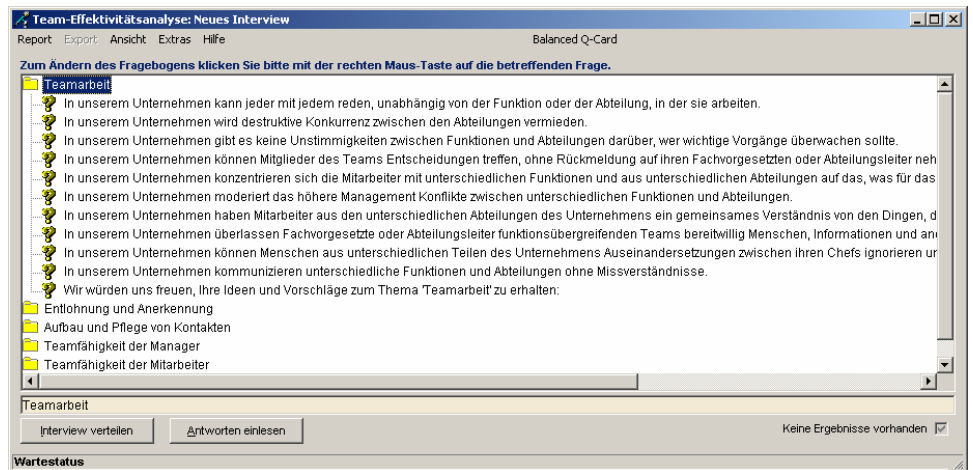 Team-Effektivitätsanalyse: Neues Interview
Report Export Ansicht Extras Hilfe Balanced Q-Card
Zum Ändern des Fragebogens klicken Sie bitte mit der rechten Maus-Taste auf die betreffenden Frage.
Teamarbeit
In unserem Unternehmen kann jeder mit jedem reden, unabhängig von der Funktion oder der Abteilung, in der sie arbeiten.
In unserem Unternehmen wird destruktive Konkurrenz zwischen den Abteilungen vermieden.
In unserem Unternehmen gibt es keine Unstimmigkeiten zwischen Funktionen und Abteilungen darüber, wer wichtige Vorgänge überwachen sollte.
In unserem Unternehmen können Mitglieder des Teams Entscheidungen treffen, ohne Rückmeldung auf ihren Fachvorgesetzten oder Abteilungsleiter neh
In unserem Unternehmen konzentrieren sich die Mitarbeiter mit unterschiedlichen Funktionen und aus unterschiedlichen Abteilungen auf das, was für das
In unserem Unternehmen moderiert das höhere Management Konflikte zwischen unterschiedlichen Funktionen und Abteilungen.
In unserem Unternehmen haben Mitarbeiter aus den unterschiedlichen Abteilungen des Unternehmens ein gemeinsames Verständnis von den Dingen, d
In unserem Unternehmen überlassen Fachvorgesetzte oder Abteilungsleiter funktionsübergreifenden Teams bereitwillig Menschen, Informationen und an
In unserem Unternehmen können Menschen aus unterschiedlichen Teilen des Unternehmens Auseinandersetzungen zwischen ihren Chefs ignorieren ur
In unserem Unternehmen kommunizieren unterschiedliche Funktionen und Abteilungen ohne Missverständnisse.
Wir würden uns freuen, Ihre Ideen und Vorschläge zum Thema 'Teamarbeit' zu erhalten:
Entlohnung und Anerkennung
Aufbau und Pflege von Kontakten
Teamfähigkeit der Manager
Teamfähigkeit der Mitarbeiter
Teamarbeit
Interview verteilen Antworten einlesen Keine Ergebnisse vorhanden
Wartestatus